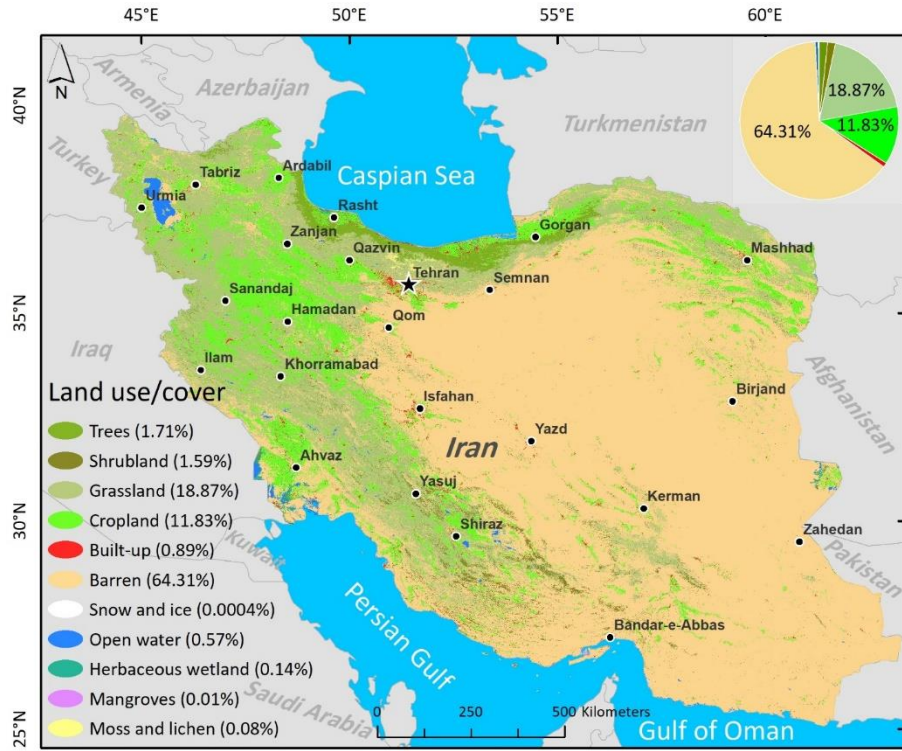 45°E 50°E 55°E 60°E
N
40°N
35°N
30°N
25°N
40°N
Armenia
Azerbaijan
Turkey
Turkmenistan
Caspian Sea
18.87%
11.83%
64.31%
Tabriz
Ardabil
Urmia
Rasht
Zanjan
Qazvin
Gorgan
Mashhad
Tehran
Semnan
Sanandaj
Hamadan
Qom
Iraq
Ilam
Khorramabad
Afghanistan
Isfahan
Birjand
Iran
Yazd
Ahvaz
Yasuj
Kerman
Shiraz
Zahedan
Kuwait
Pakistan
Persian Gulf
Bandar-e-Abbas
Saudi Arabia
Gulf of Oman
Land use/cover
Trees (1.71%)
Shrubland (1.59%)
Grassland (18.87%)
Cropland (11.83%)
Built-up (0.89%)
Barren (64.31%)
Snow and ice (0.0004%)
Open water (0.57%)
Herbaceous wetland (0.14%)
Mangroves (0.01%)
Moss and lichen (0.08%)
0 250 500 Kilometers